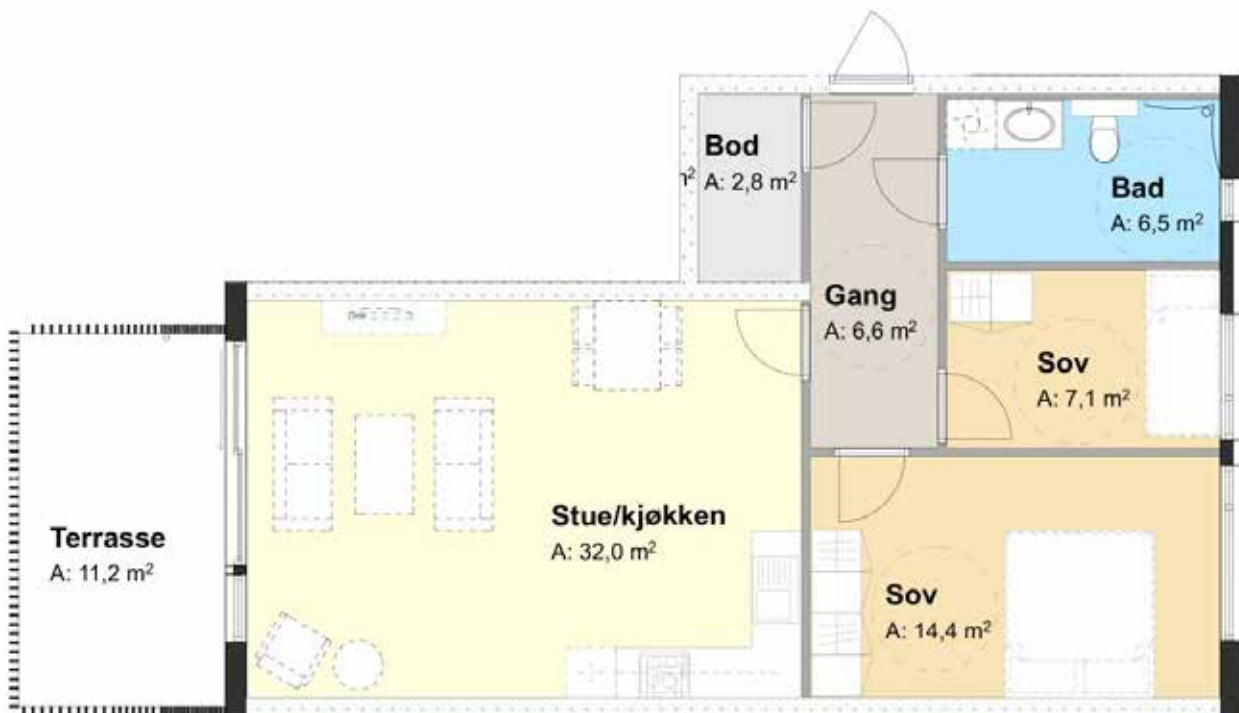 Bod
A: 2,8 m²
m²
Bad
A: 6,5 m²
Gang
A: 6,6 m²
Sov
A: 7,1 m²
Stue/kjøkken
A: 32,0 m²
Terrasse
A: 11,2 m²
Sov
A: 14,4 m²